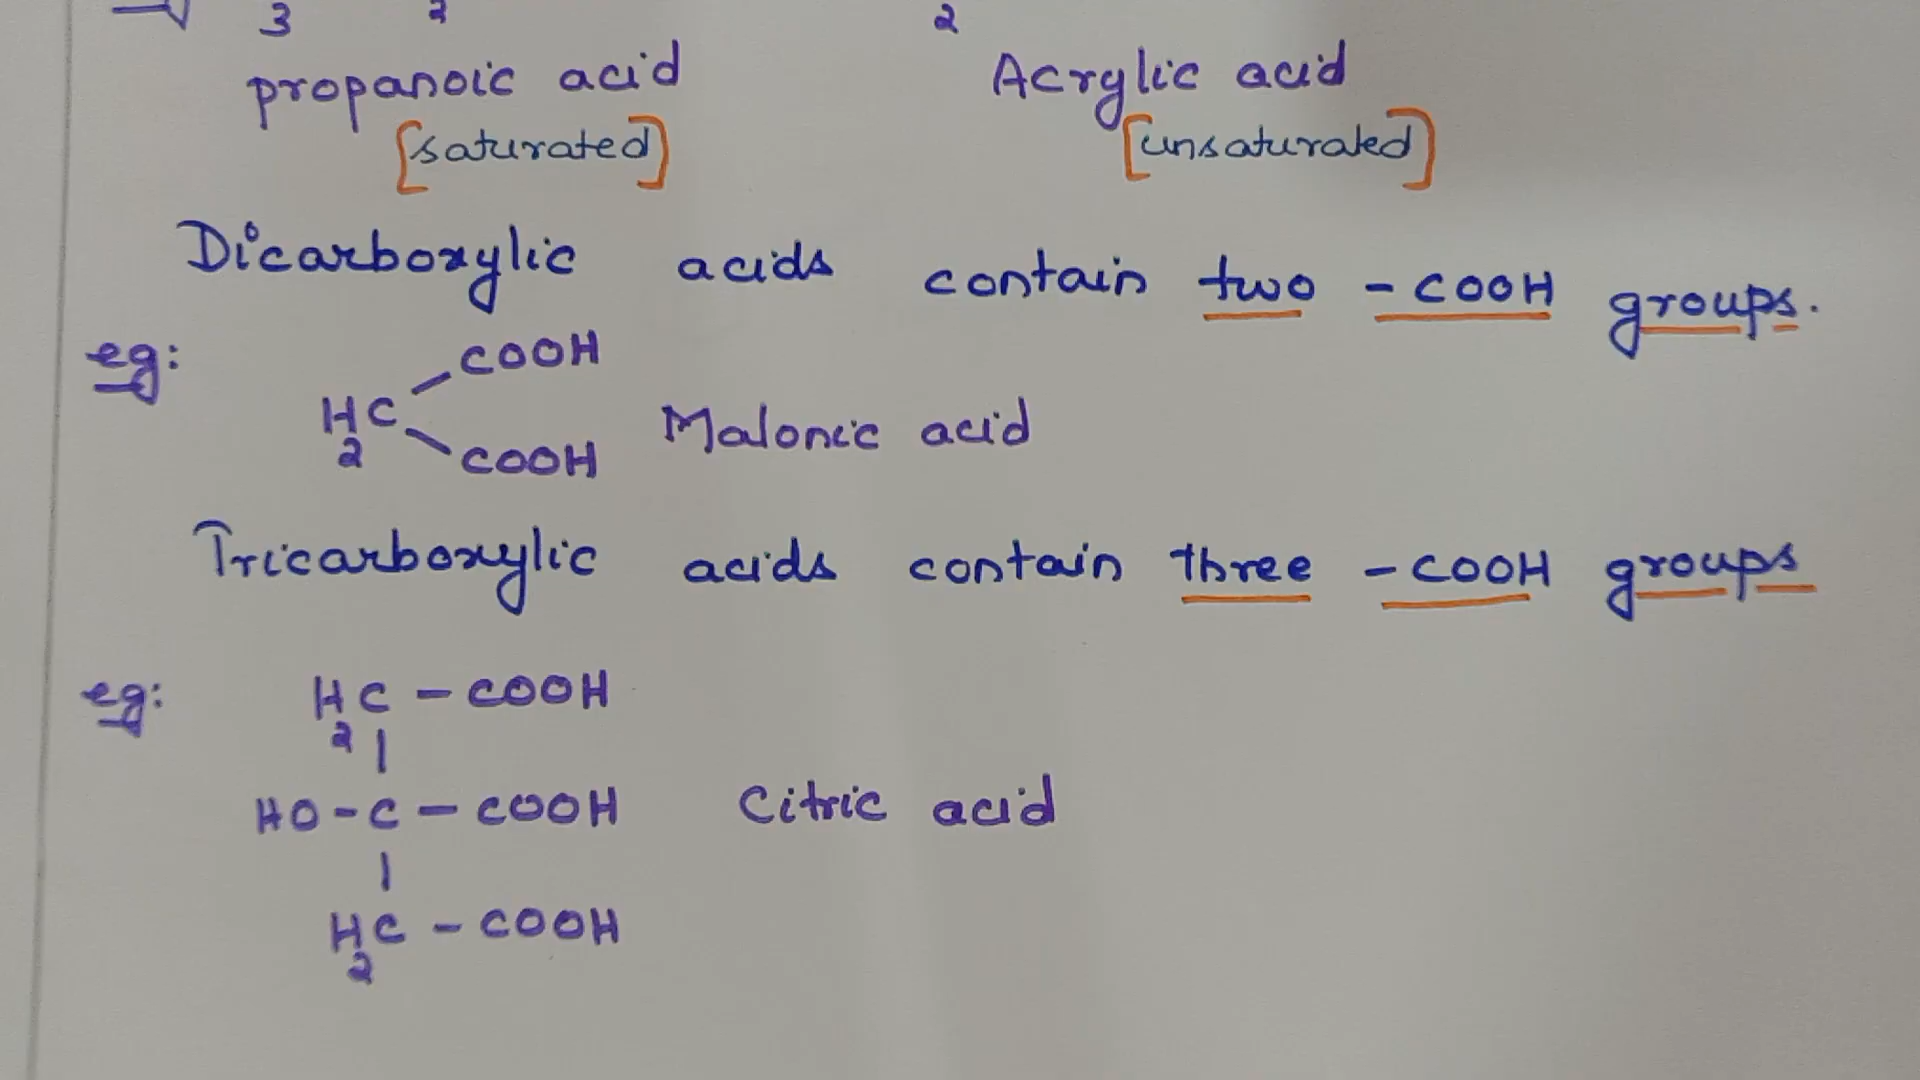 3 2 2
propanoic acid Acrylic acid
[saturated] [unsaturated]
Dicarboxylic acids contain two -COOH groups.
eg: COOH
H2C Malonic acid
COOH
Tricarboxylic acids contain three -COOH groups
eg: H2C - COOH
HO-C-COOH Citric acid
H2C - COOH